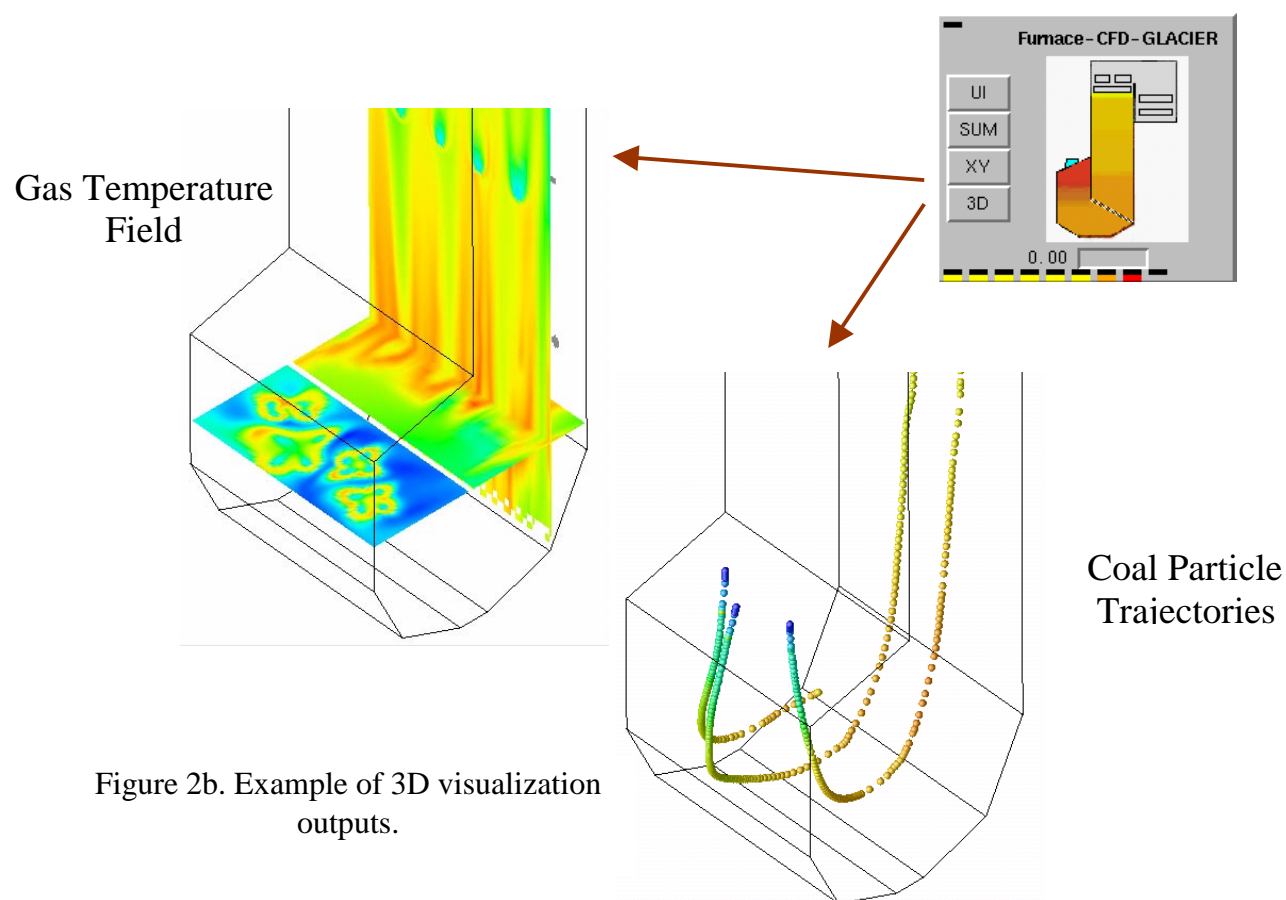 Furnace-CFD-GLACIER
UI
SUM
XY
3D
0.00
Gas Temperature
Field
Coal Particle
Trajectories
Figure 2b. Example of 3D visualization
outputs.